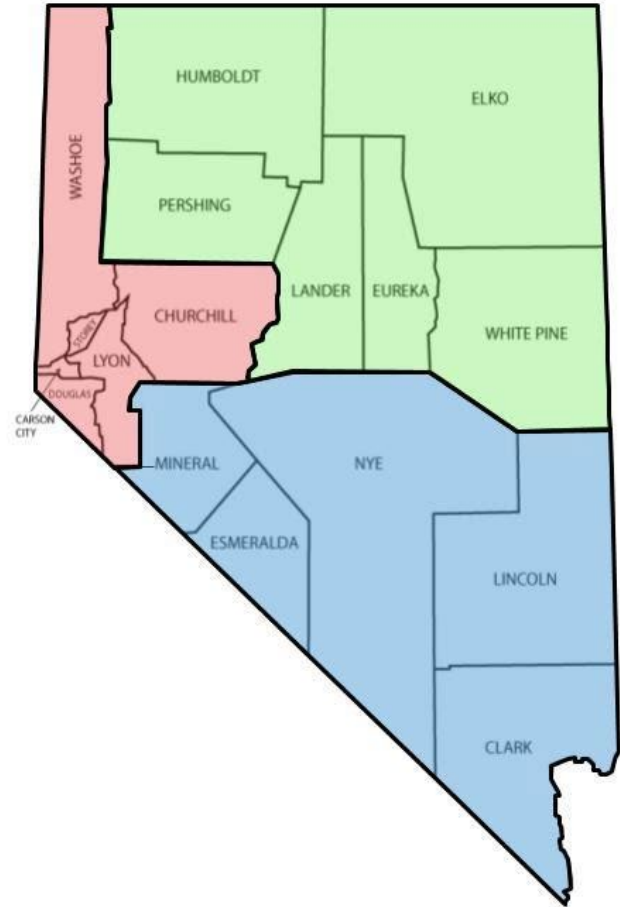 HUMBOLDT
ELKO
WASHOE
PERSHING
LANDER
EUREKA
CHURCHILL
STOREY
WHITE PINE
LYON
DOUGLAS
CARSON
CITY
MINERAL
NYE
ESMERALDA
LINCOLN
CLARK